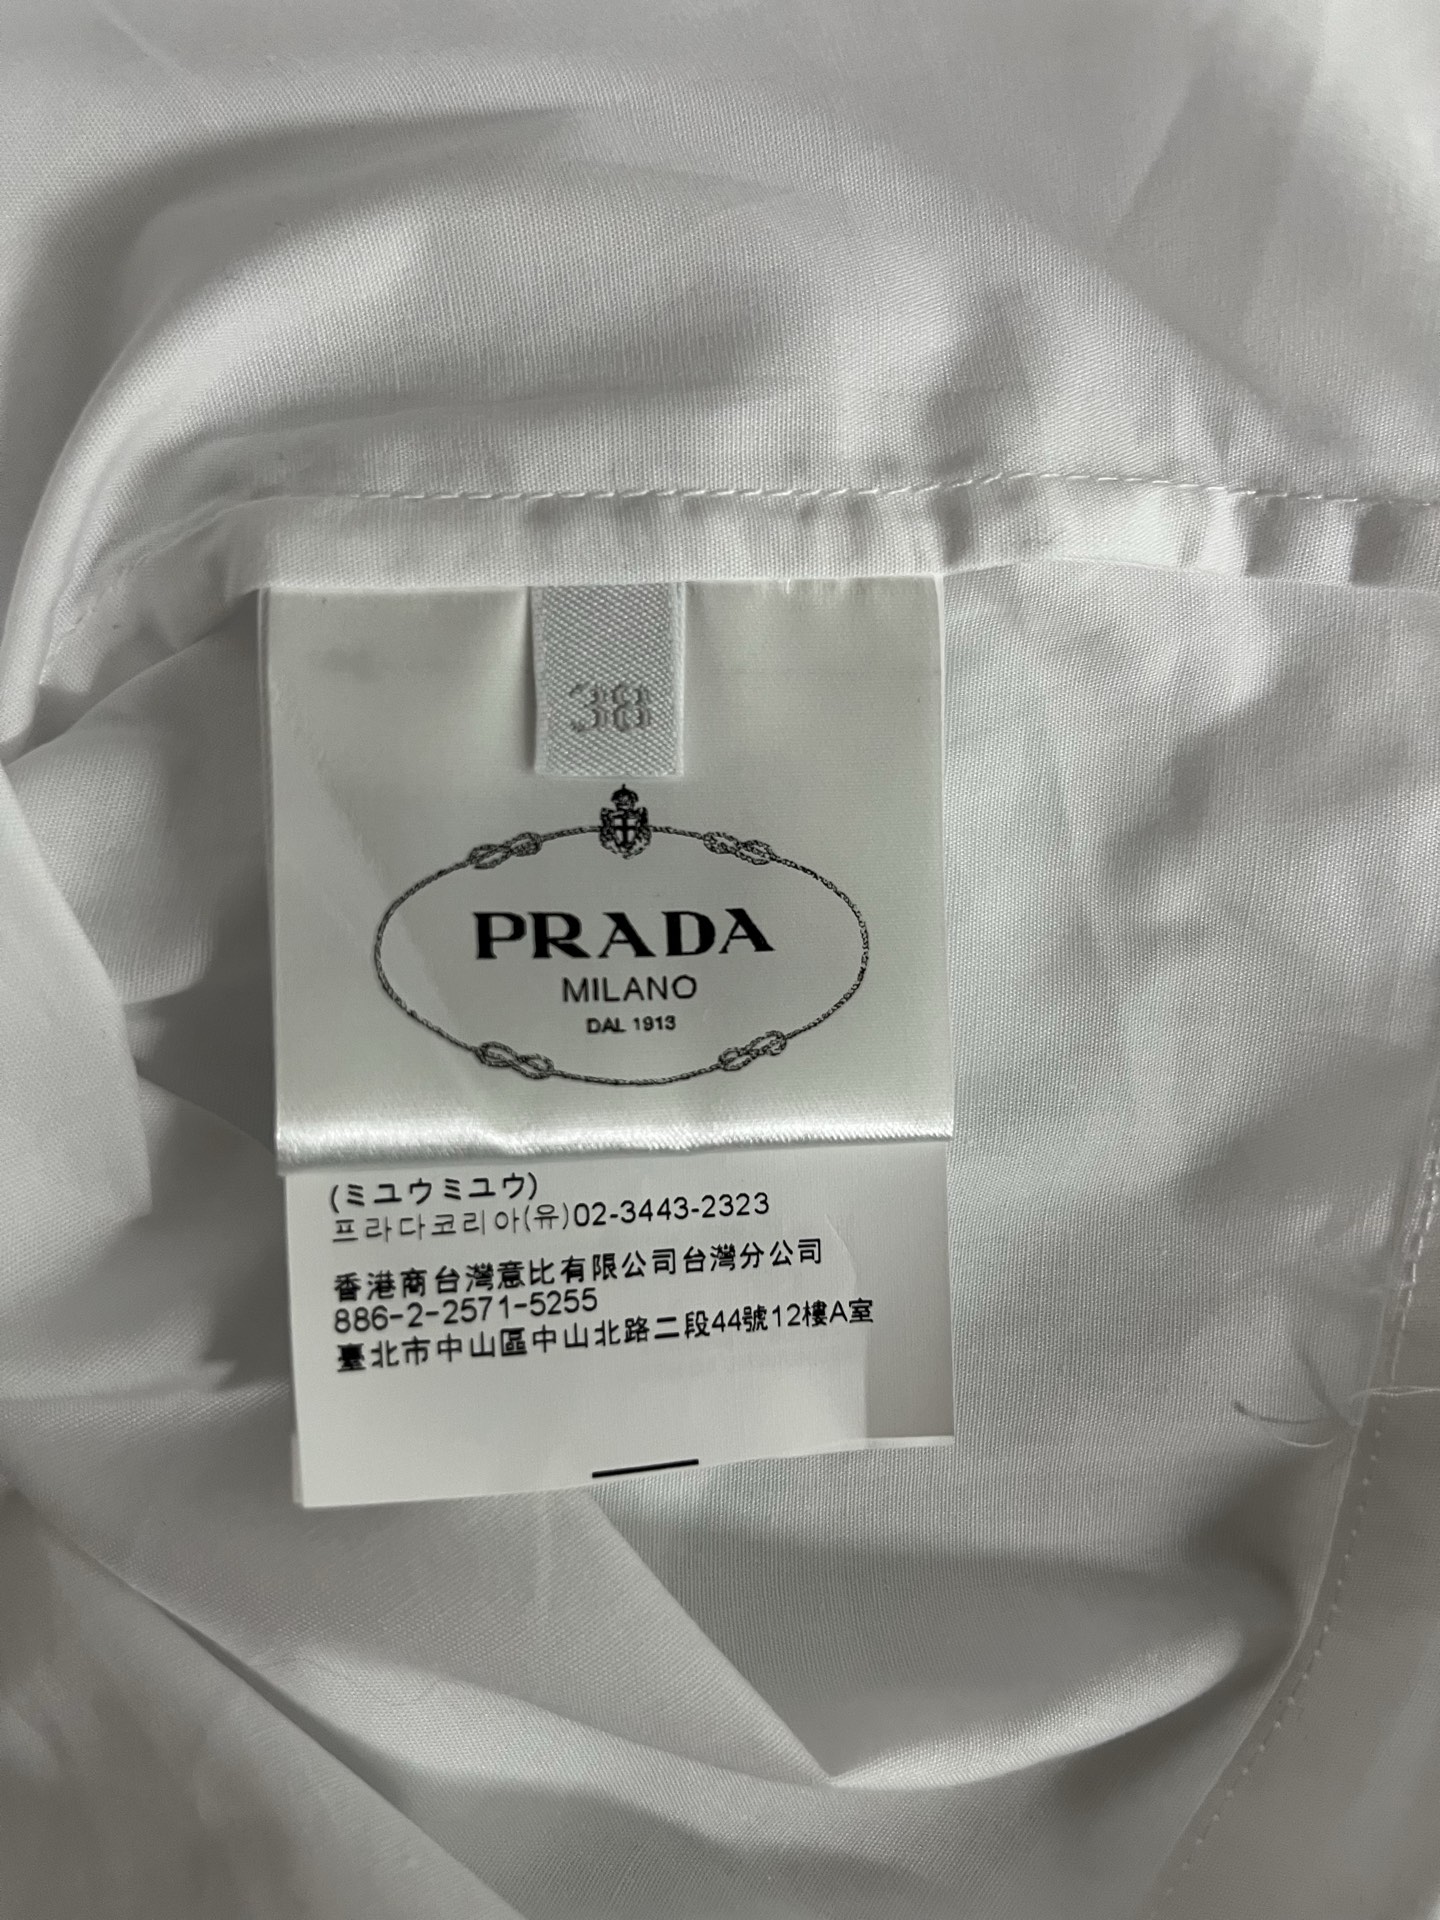 38
PRADA
MILANO
DAL 1913
(ミユウミユウ)
프라다코리아(유)02-3443-2323
香港商台灣意比有限公司台灣分公司
886-2-2571-5255
臺北市中山區中山北路二段44號12樓A室